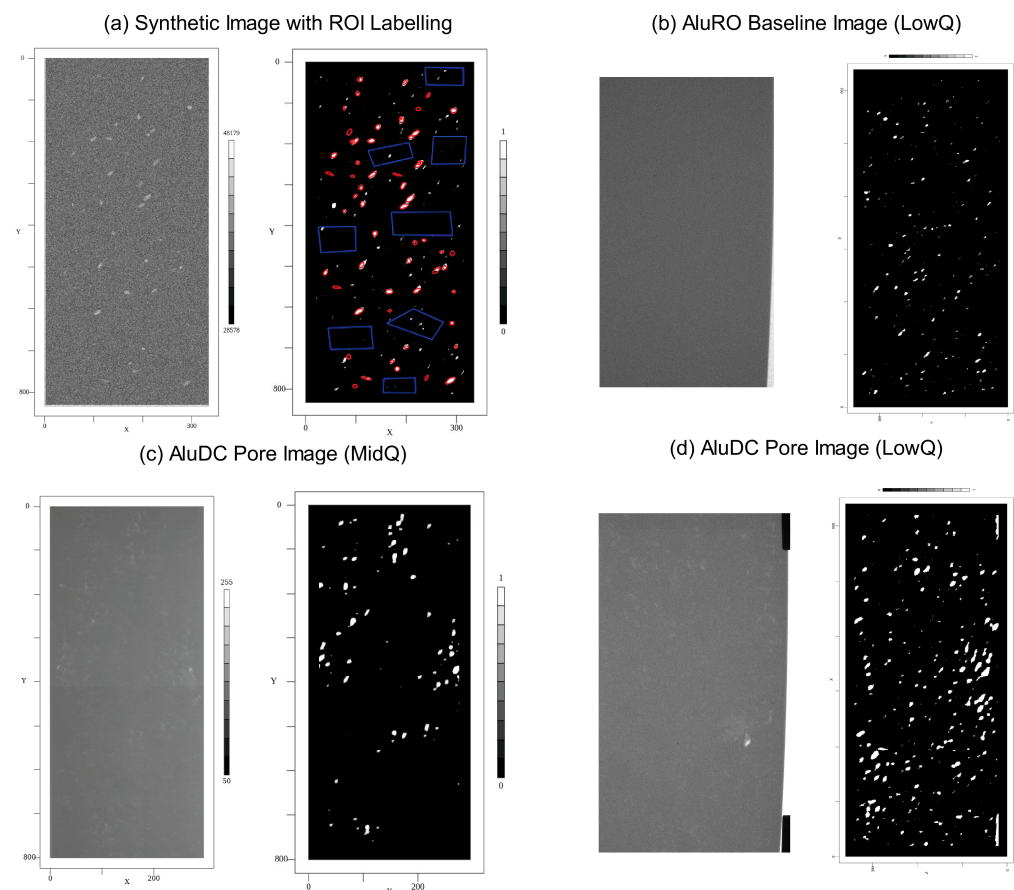 (a) Synthetic Image with ROI Labelling
(b) AluRO Baseline Image (LowQ)
0
48179
Y
28578
800
0
X
300
0
1
Y
0
800
0
X
300
(c) AluDC Pore Image (MidQ)
(d) AluDC Pore Image (LowQ)
0
255
Y
50
800
0
X
200
0
1
Y
0
800
0
X
200